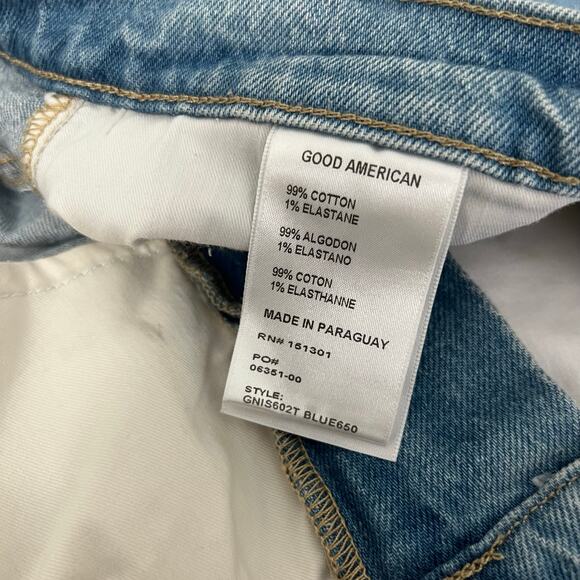 GOOD AMERICAN
99% COTTON
1% ELASTANE
99% ALGODON
1% ELASTANO
99% COTON
1% ELASTHANNE
MADE IN PARAGUAY
RN# 151301
PO#
06351-00
STYLE:
GNIS602T BLUE650